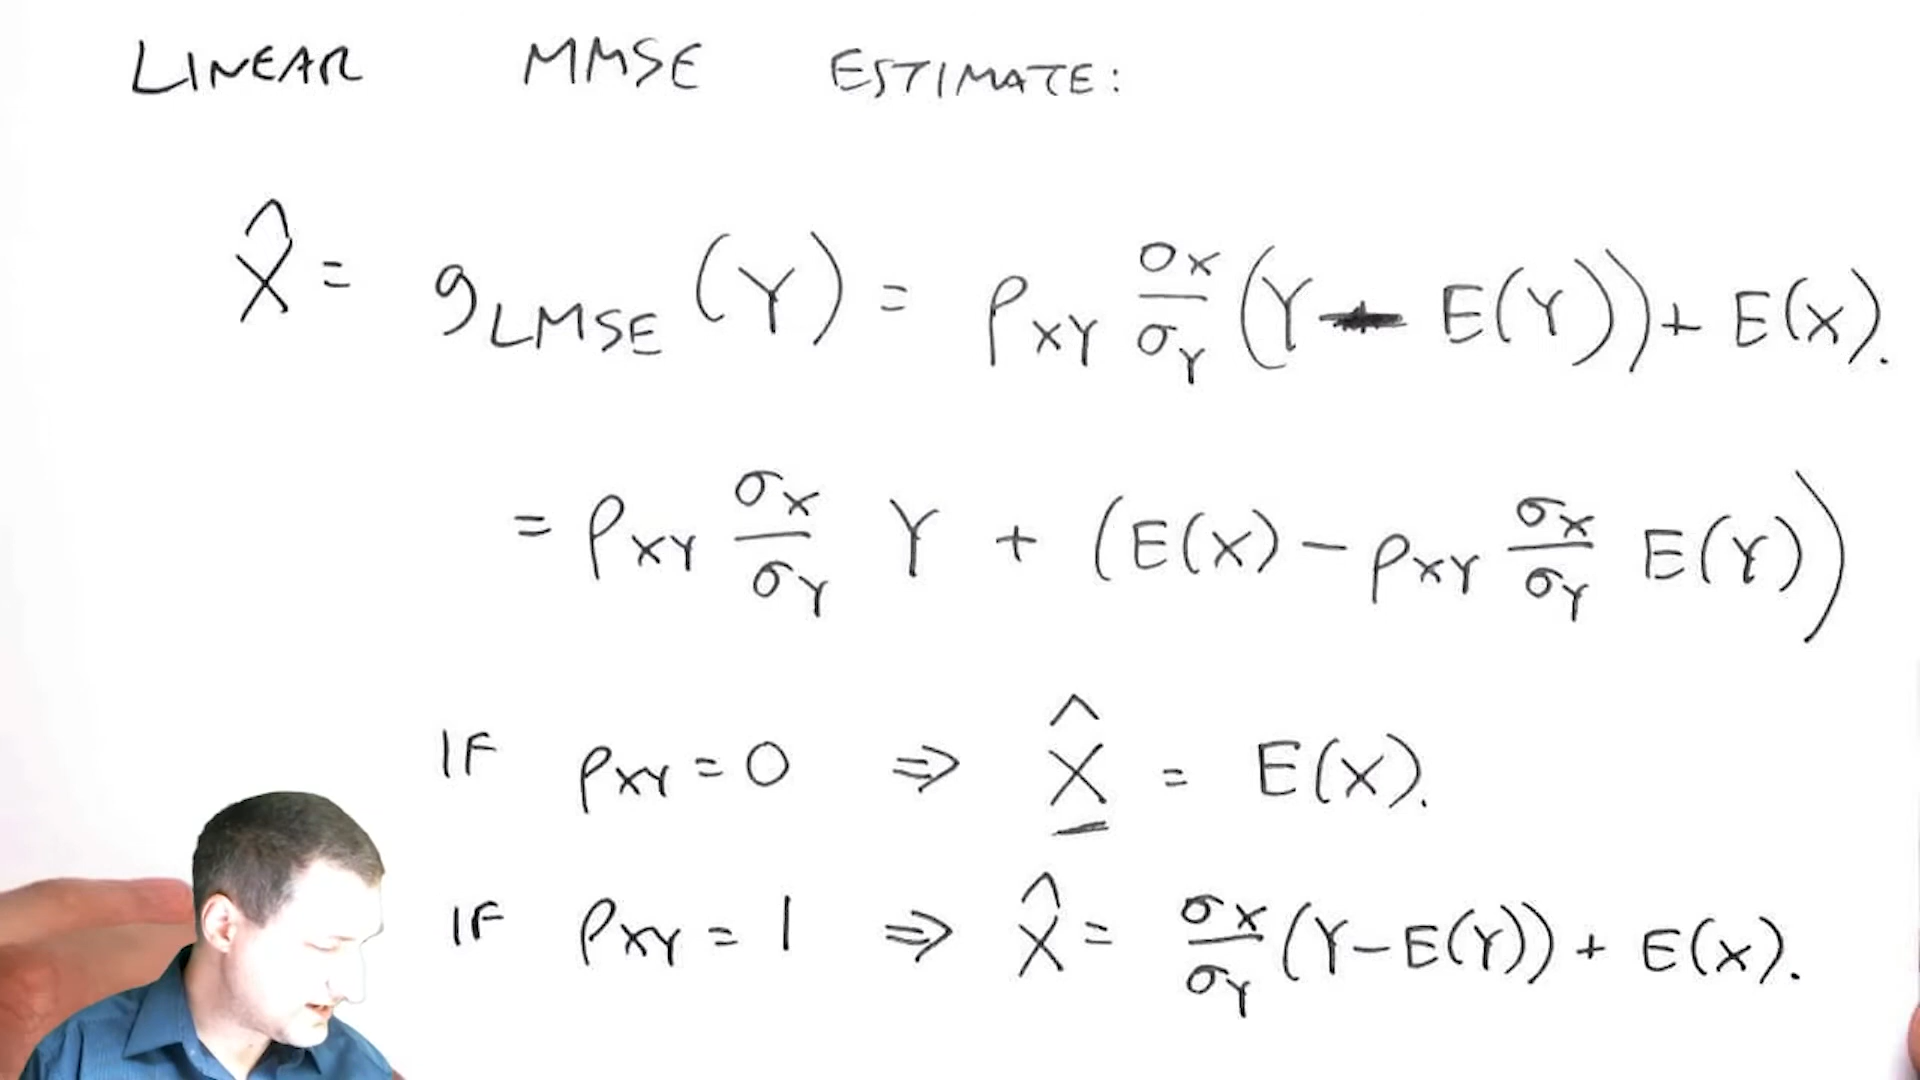 LINEAR MMSE ESTIMATE:
X̂ = g_LMSE (Y) = ρ_XY σ_X/σ_Y (Y - E(Y)) + E(X).
= ρ_XY σ_X/σ_Y Y + (E(X) - ρ_XY σ_X/σ_Y E(Y))
IF ρ_XY = 0 ⇒ X̂ = E(X).
IF ρ_XY = 1 ⇒ X̂ = σ_X/σ_Y (Y - E(Y)) + E(X).